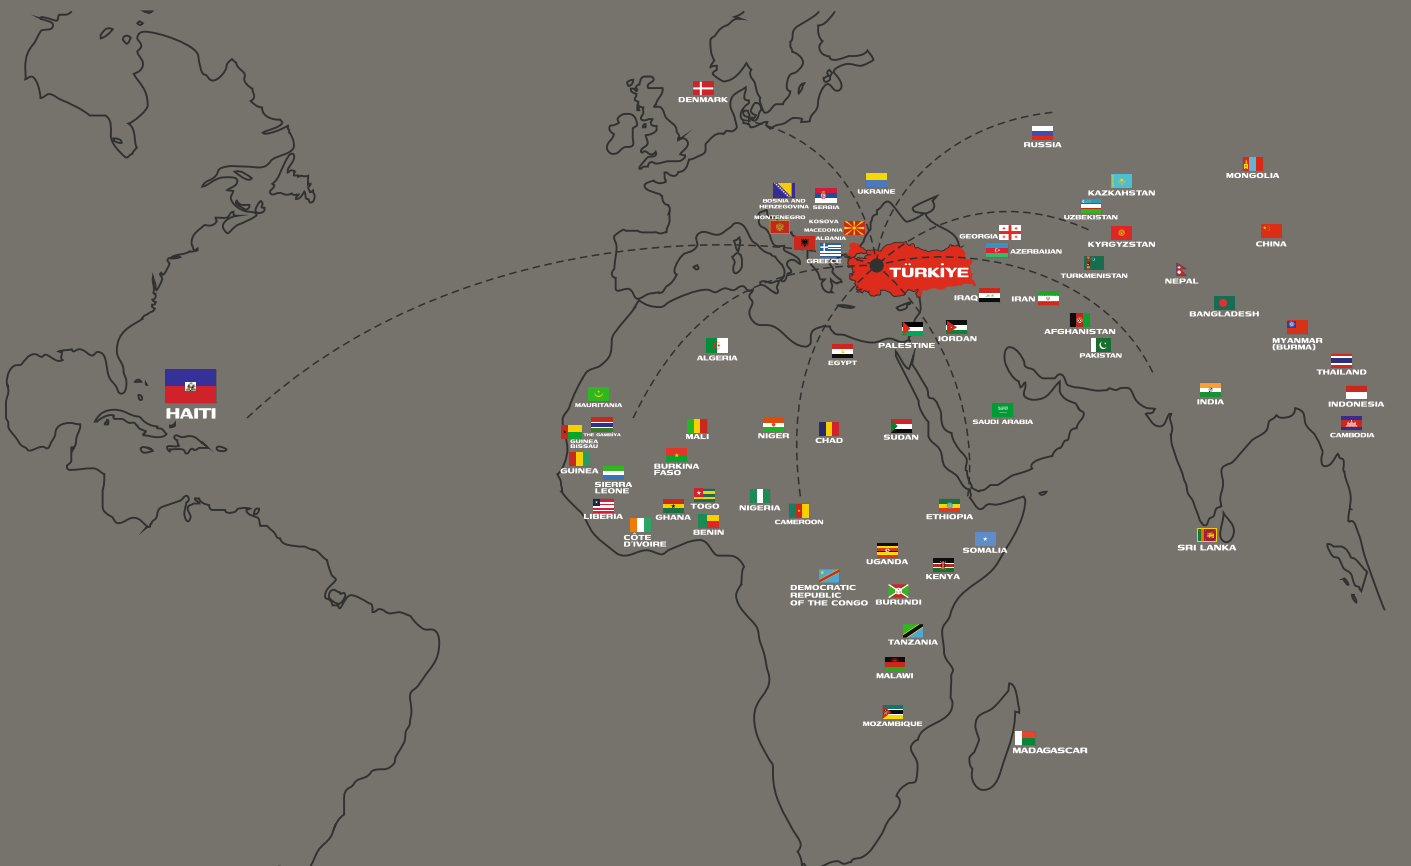 DENMARK
RUSSIA
MONGOLIA
UKRAINE
KAZAKHSTAN
BOSNIA AND
HERZEGOVINA
SERBIA
MONTENEGRO
KOSOVA
MACEDONIA
ALBANIA
GREECE
UZBEKISTAN
GEORGIA
KYRGYZSTAN
CHINA
AZERBAIJAN
TÜRKİYE
TURKMENISTAN
NEPAL
IRAQ
IRAN
BANGLADESH
AFGHANISTAN
PALESTINE
JORDAN
MYANMAR
(BURMA)
PAKISTAN
ALGERIA
EGYPT
THAILAND
HAITI
MAURITANIA
INDIA
INDONESIA
SAUDI ARABIA
THE GAMBIYA
GUINEA
BISSAU
MALI
NIGER
CHAD
SUDAN
CAMBODIA
GUINEA
BURKINA
FASO
SIERRA
LEONE
LIBERIA
GHANA
TOGO
NIGERIA
CAMEROON
ETHIOPIA
BENIN
CÔTE
D'IVOIRE
SOMALIA
SRI LANKA
UGANDA
KENYA
DEMOCRATIC
REPUBLIC
OF THE CONGO
BURUNDI
TANZANIA
MALAWI
MOZAMBIQUE
MADAGASCAR